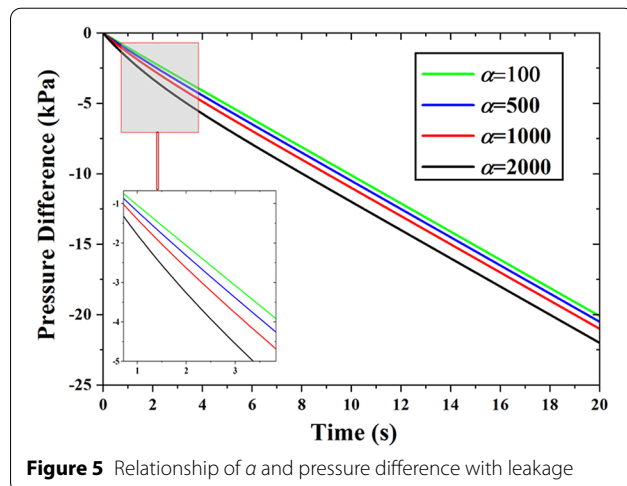 0
-5
-10
-15
-20
-25
Pressure Difference (kPa)
α=100
α=500
α=1000
α=2000
-1
-2
-3
-4
-5
1 2 3
0 2 4 6 8 10 12 14 16 18 20
Time (s)
Figure 5 Relationship of α and pressure difference with leakage